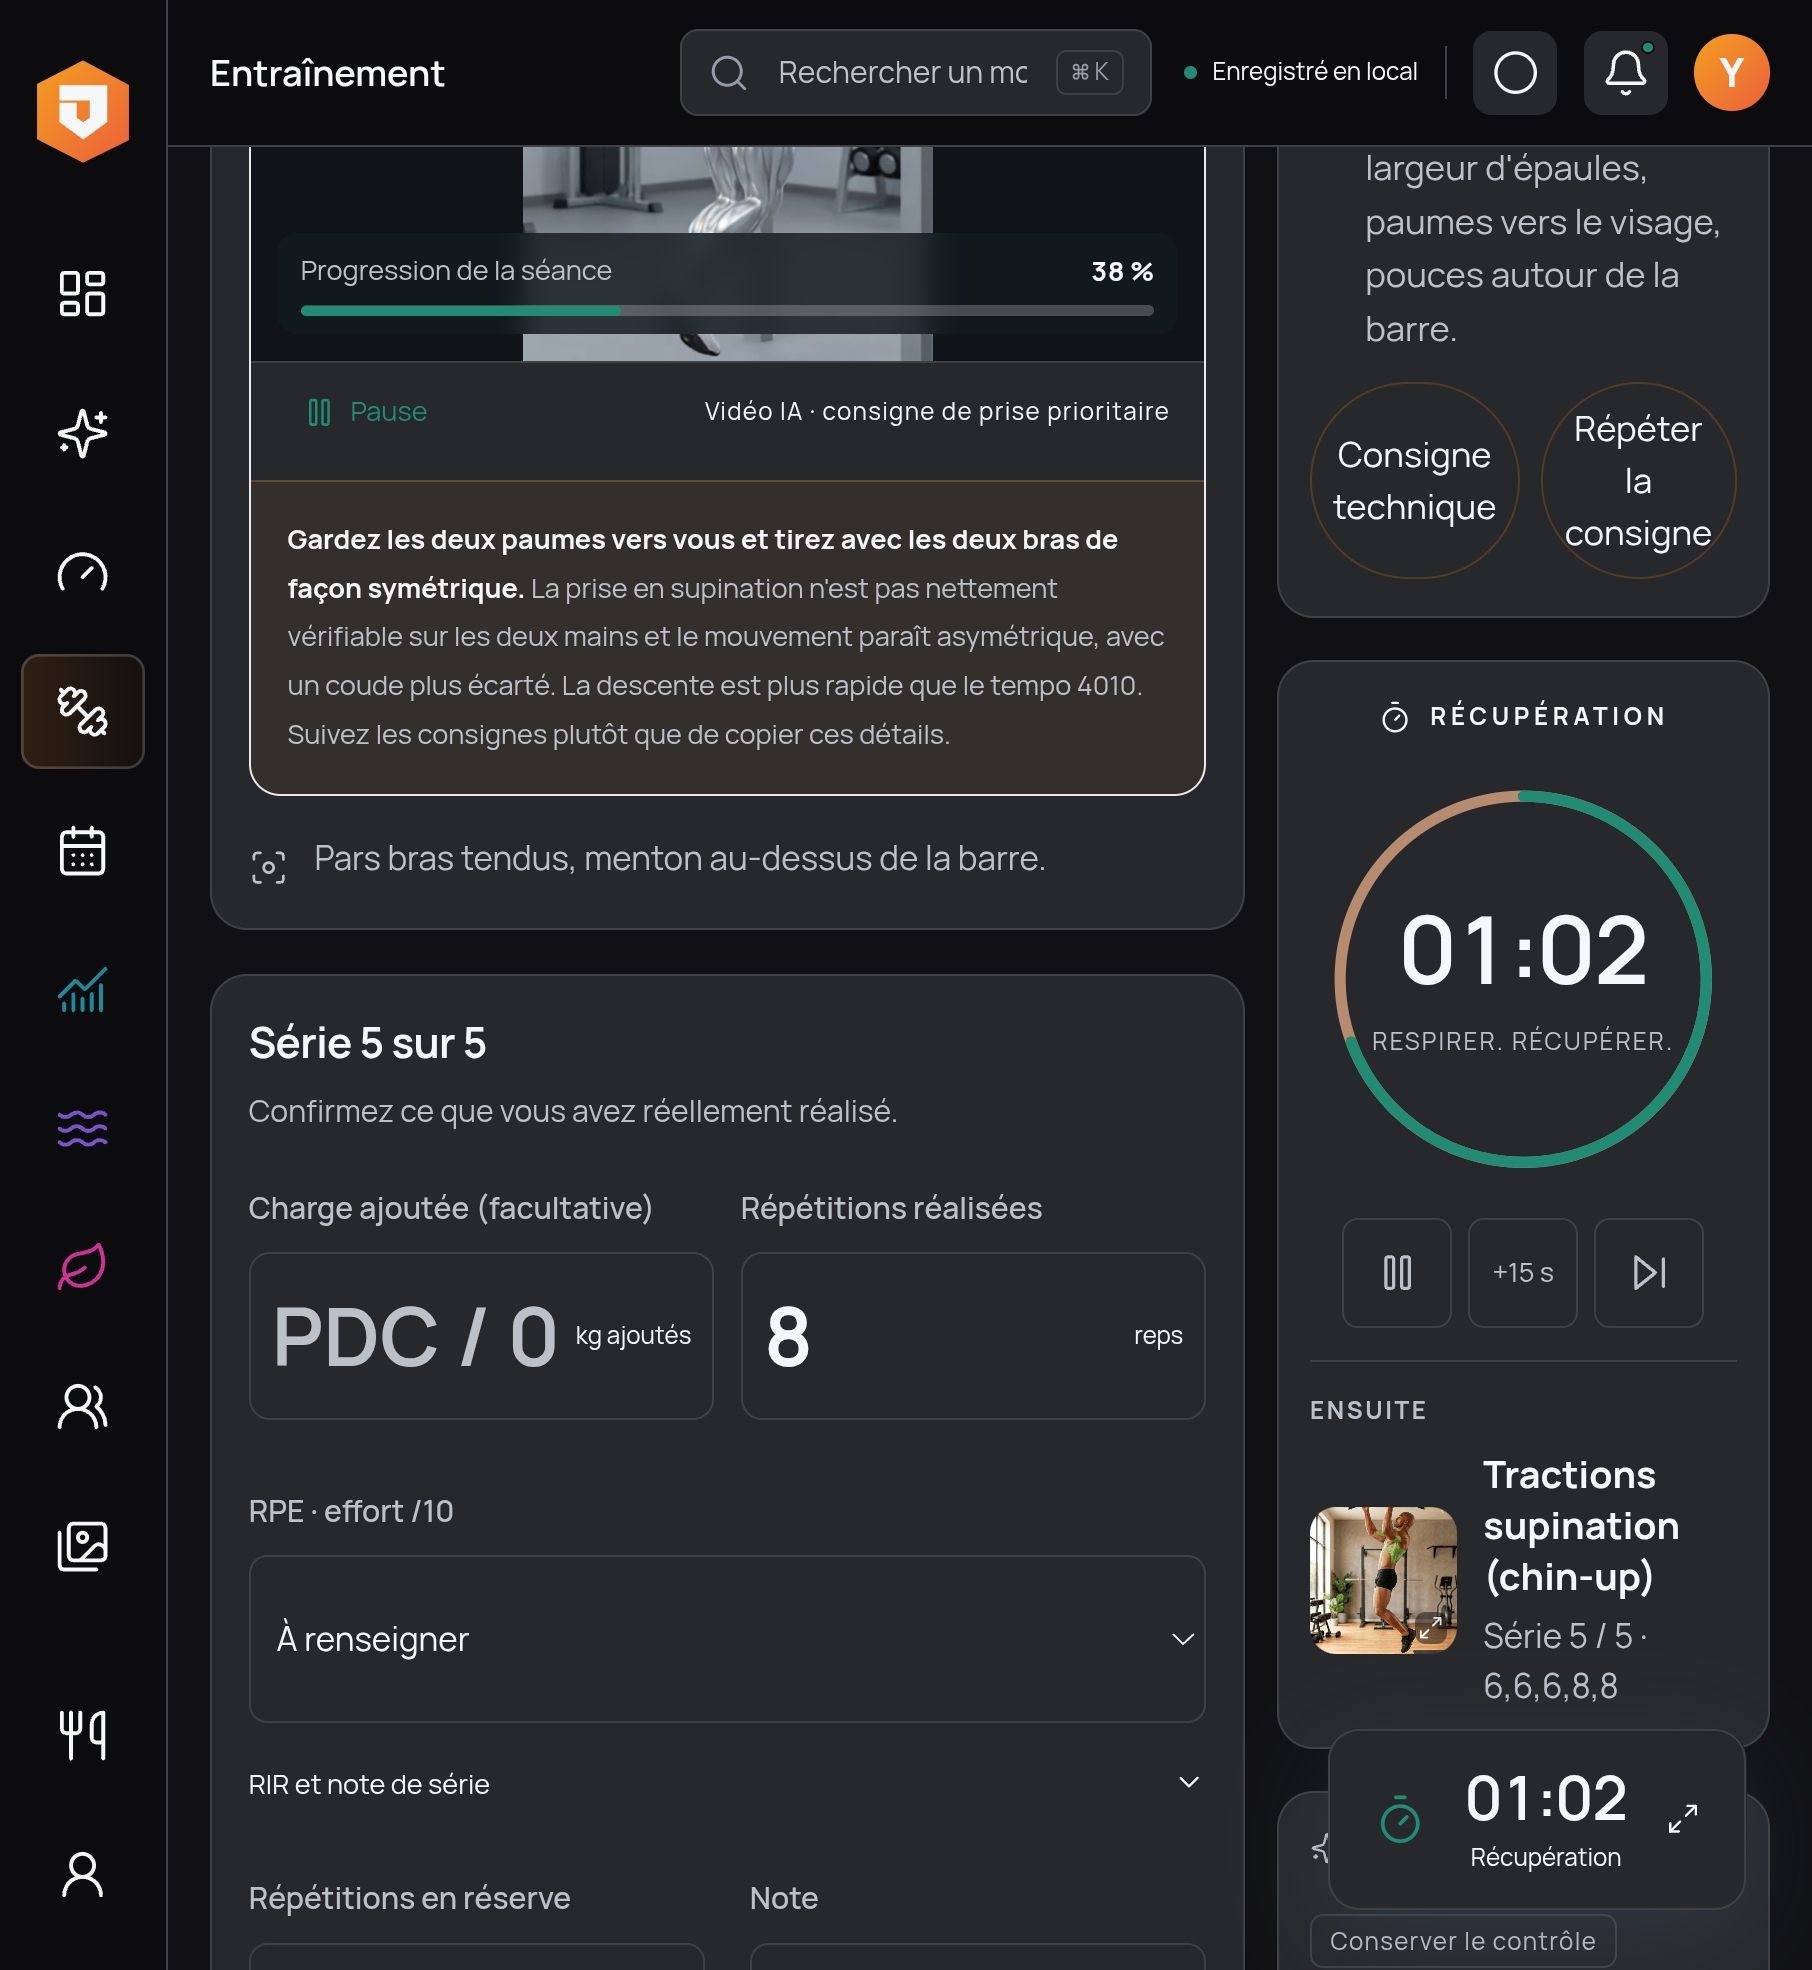 Entraînement
Rechercher un mo
⌘ K
Enregistré en local
Y
Progression de la séance
38 %
Pause
Vidéo IA · consigne de prise prioritaire
Gardez les deux paumes vers vous et tirez avec les deux bras de
façon symétrique. La prise en supination n'est pas nettement
vérifiable sur les deux mains et le mouvement paraît asymétrique, avec
un coude plus écarté. La descente est plus rapide que le tempo 4010.
Suivez les consignes plutôt que de copier ces détails.
Pars bras tendus, menton au-dessus de la barre.
Série 5 sur 5
Confirmez ce que vous avez réellement réalisé.
Charge ajoutée (facultative)
Répétitions réalisées
PDC / 0 kg ajoutés
8 reps
RPE · effort /10
À renseigner
RIR et note de série
Répétitions en réserve
Note
largeur d'épaules,
paumes vers le visage,
pouces autour de la
barre.
Consigne
technique
Répéter
la
consigne
RÉCUPÉRATION
01:02
RESPIRER. RÉCUPÉRER.
+15 s
ENSUITE
Tractions
supination
(chin-up)
Série 5 / 5 ·
6,6,6,8,8
01:02
Récupération
Conserver le contrôle